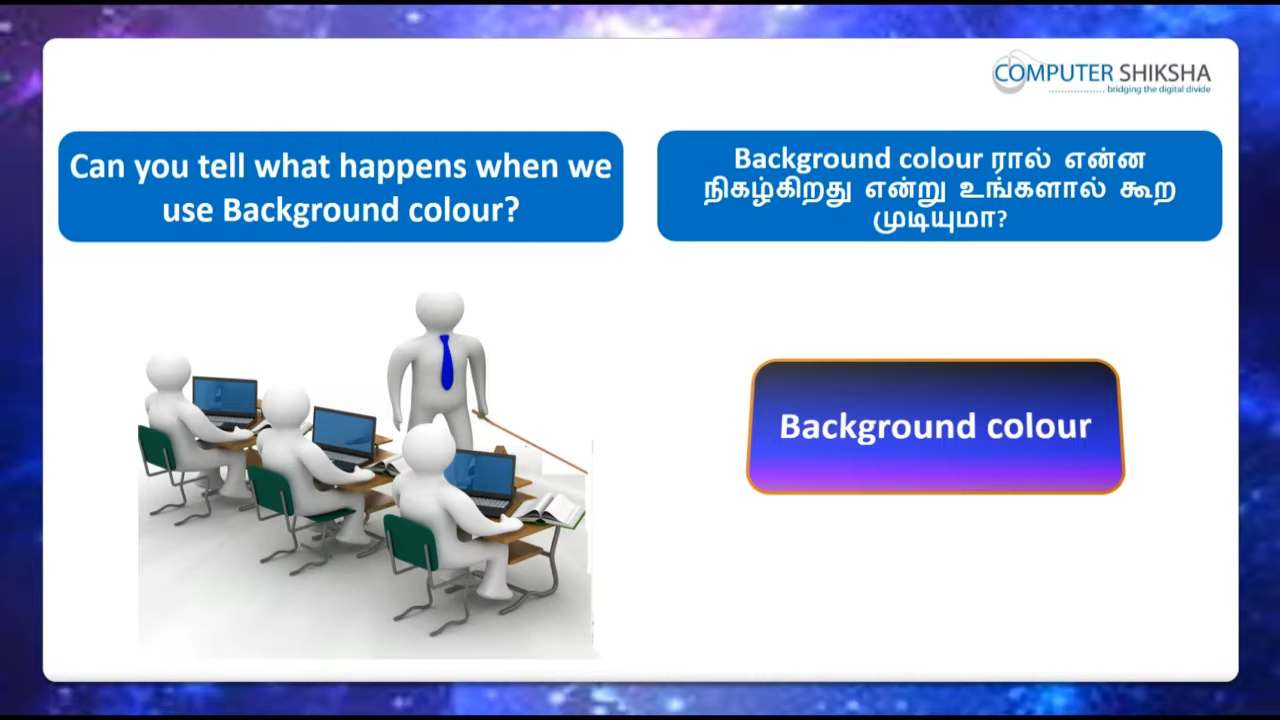 COMPUTER SHIKSHA
bridging the digital divide
Can you tell what happens when we
use Background colour?
Background colour ரால் என்ன
நிகழ்கிறது என்று உங்களால் கூற
முடியுமா?
Background colour